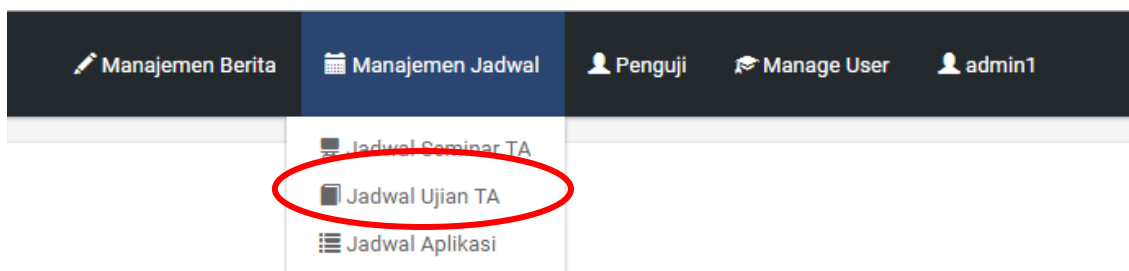 Manajemen Berita Manajemen Jadwal Penguji Manage User admin1
Jadwal Seminar TA
Jadwal Ujian TA
Jadwal Aplikasi